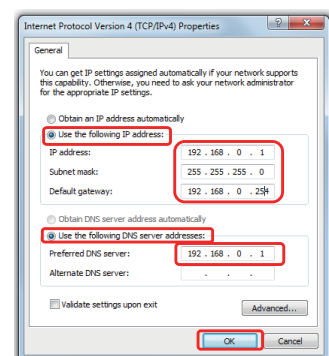 Internet Protocol Version 4 (TCP/IPv4) Properties
General
You can get IP settings assigned automatically if your network supports
this capability. Otherwise, you need to ask your network administrator
for the appropriate IP settings.
Obtain an IP address automatically
Use the following IP address:
IP address: 192 . 168 . 0 . 1
Subnet mask: 255 . 255 . 255 . 0
Default gateway: 192 . 168 . 0 . 254
Obtain DNS server address automatically
Use the following DNS server addresses:
Preferred DNS server: 192 . 168 . 0 . 1
Alternate DNS server: . . .
Validate settings upon exit
Advanced...
OK Cancel